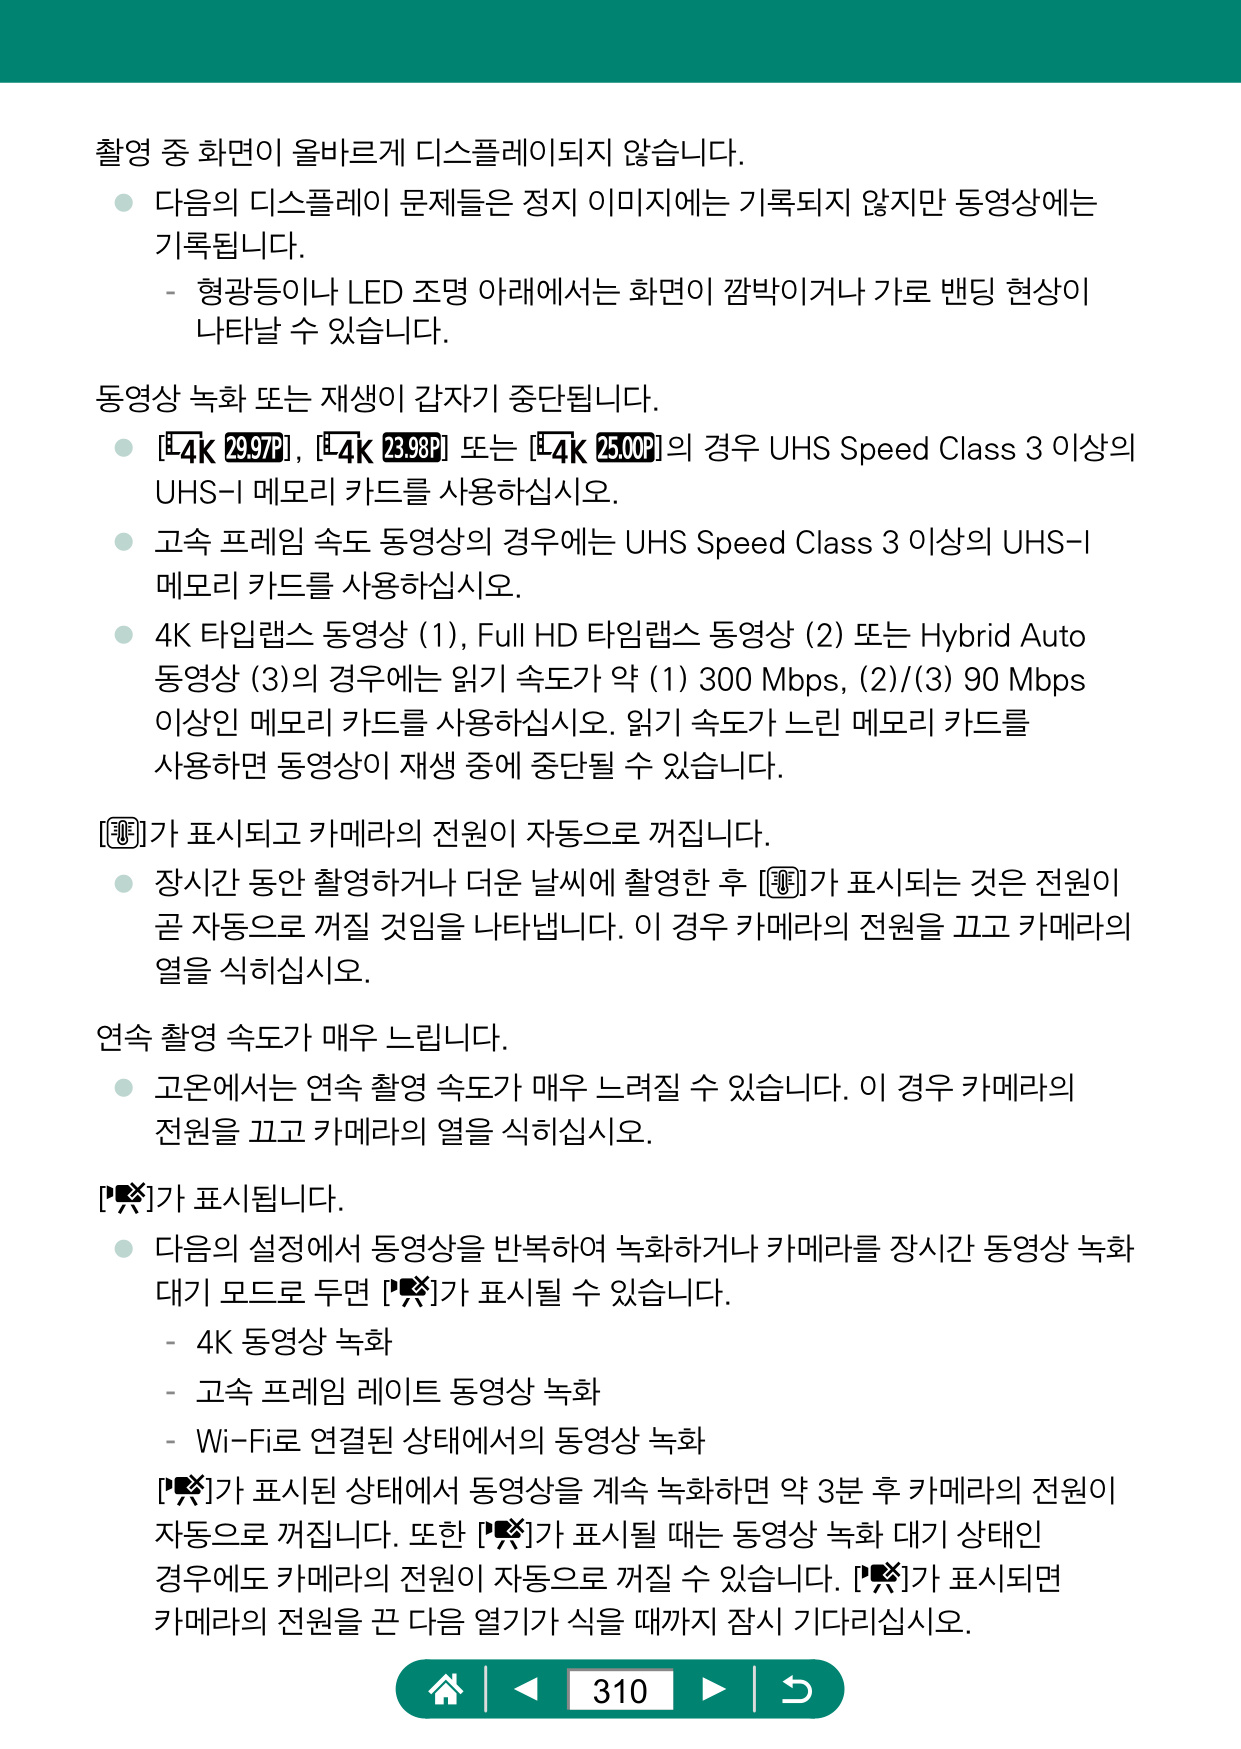 촬영 중 화면이 올바르게 디스플레이되지 않습니다.
다음의 디스플레이 문제들은 정지 이미지에는 기록되지 않지만 동영상에는
기록됩니다.
- 형광등이나 LED 조명 아래에서는 화면이 깜박이거나 가로 밴딩 현상이
나타날 수 있습니다.
동영상 녹화 또는 재생이 갑자기 중단됩니다.
[4K 29.97P], [4K 23.98P] 또는 [4K 25.00P]의 경우 UHS Speed Class 3 이상의
UHS-I 메모리 카드를 사용하십시오.
고속 프레임 속도 동영상의 경우에는 UHS Speed Class 3 이상의 UHS-I
메모리 카드를 사용하십시오.
4K 타입랩스 동영상 (1), Full HD 타임랩스 동영상 (2) 또는 Hybrid Auto
동영상 (3)의 경우에는 읽기 속도가 약 (1) 300 Mbps, (2)/(3) 90 Mbps
이상인 메모리 카드를 사용하십시오. 읽기 속도가 느린 메모리 카드를
사용하면 동영상이 재생 중에 중단될 수 있습니다.
[]가 표시되고 카메라의 전원이 자동으로 꺼집니다.
장시간 동안 촬영하거나 더운 날씨에 촬영한 후 []가 표시되는 것은 전원이
곧 자동으로 꺼질 것임을 나타냅니다. 이 경우 카메라의 전원을 끄고 카메라의
열을 식히십시오.
연속 촬영 속도가 매우 느립니다.
고온에서는 연속 촬영 속도가 매우 느려질 수 있습니다. 이 경우 카메라의
전원을 끄고 카메라의 열을 식히십시오.
[]가 표시됩니다.
다음의 설정에서 동영상을 반복하여 녹화하거나 카메라를 장시간 동영상 녹화
대기 모드로 두면 []가 표시될 수 있습니다.
- 4K 동영상 녹화
- 고속 프레임 레이트 동영상 녹화
- Wi-Fi로 연결된 상태에서의 동영상 녹화
[]가 표시된 상태에서 동영상을 계속 녹화하면 약 3분 후 카메라의 전원이
자동으로 꺼집니다. 또한 []가 표시될 때는 동영상 녹화 대기 상태인
경우에도 카메라의 전원이 자동으로 꺼질 수 있습니다. []가 표시되면
카메라의 전원을 끈 다음 열기가 식을 때까지 잠시 기다리십시오.
310